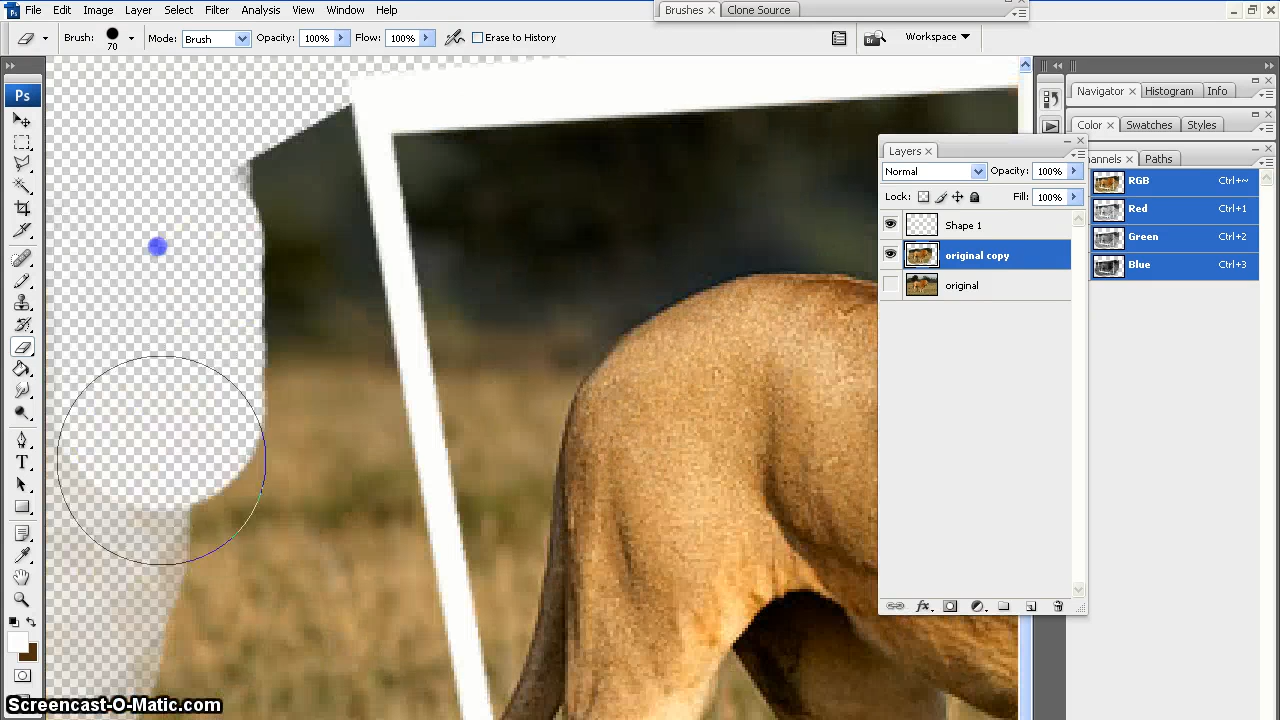 File Edit Image Layer Select Filter Analysis View Window Help
Brushes × Clone Source
Brush: 70 Mode: Brush Opacity: 100% Flow: 100% Erase to History
Workspace
Ps
Navigator × Histogram Info
Color × Swatches Styles
annels × Paths
RGB Ctrl+~
Red Ctrl+1
Green Ctrl+2
Blue Ctrl+3
Layers ×
Normal Opacity: 100%
Lock: Fill: 100%
Shape 1
original copy
original
T
fx
Screencast-O-Matic.com